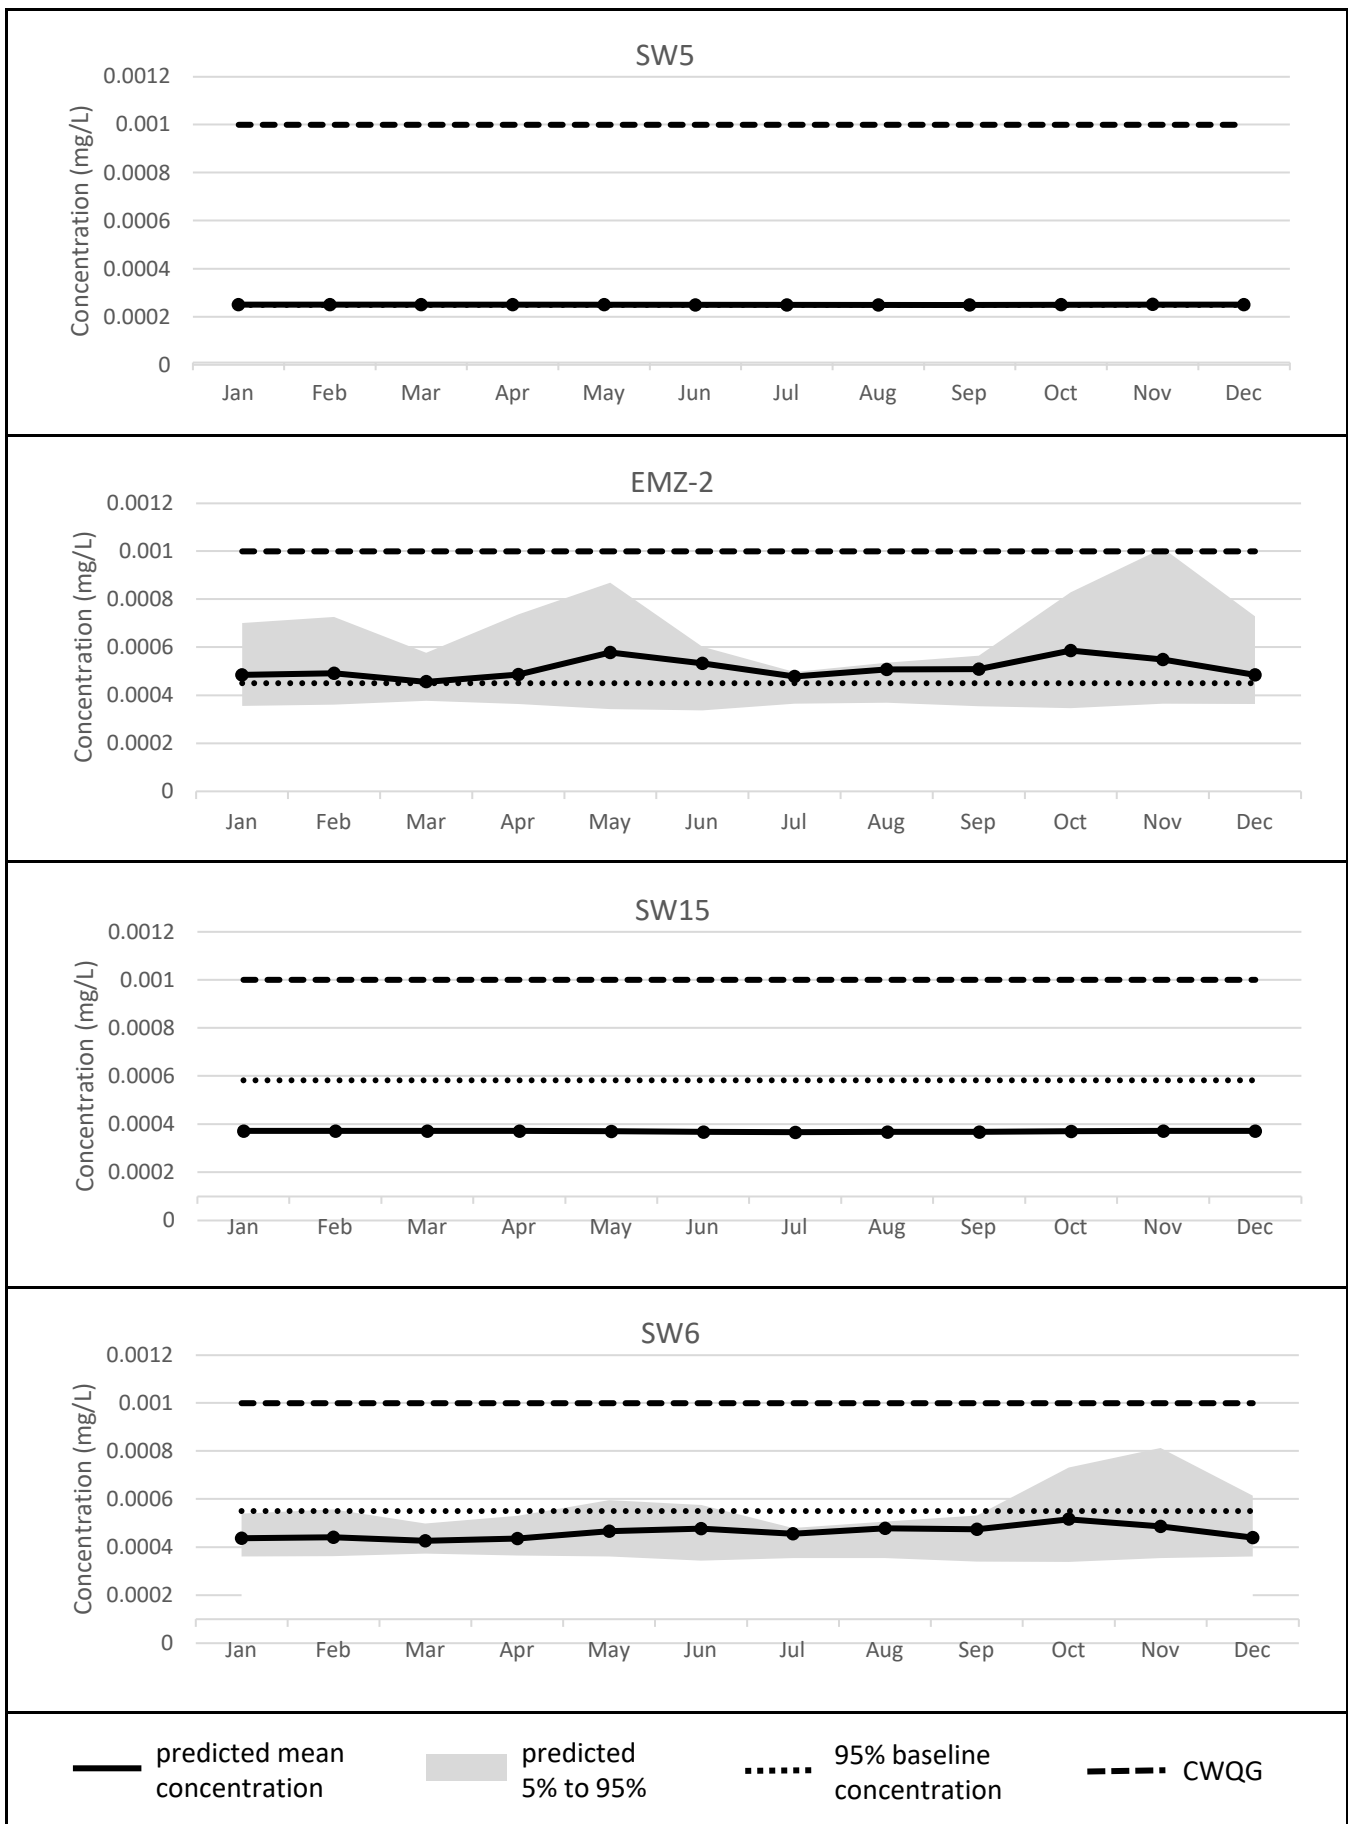 SW5
Concentration (mg/L)
0.0012
0.001
0.0008
0.0006
0.0004
0.0002
0
Jan Feb Mar Apr May Jun Jul Aug Sep Oct Nov Dec
EMZ-2
Concentration (mg/L)
0.0012
0.001
0.0008
0.0006
0.0004
0.0002
0
Jan Feb Mar Apr May Jun Jul Aug Sep Oct Nov Dec
SW15
Concentration (mg/L)
0.0012
0.001
0.0008
0.0006
0.0004
0.0002
0
Jan Feb Mar Apr May Jun Jul Aug Sep Oct Nov Dec
SW6
Concentration (mg/L)
0.0012
0.001
0.0008
0.0006
0.0004
0.0002
0
Jan Feb Mar Apr May Jun Jul Aug Sep Oct Nov Dec
predicted mean
concentration
predicted
5% to 95%
95% baseline
concentration
CWQG